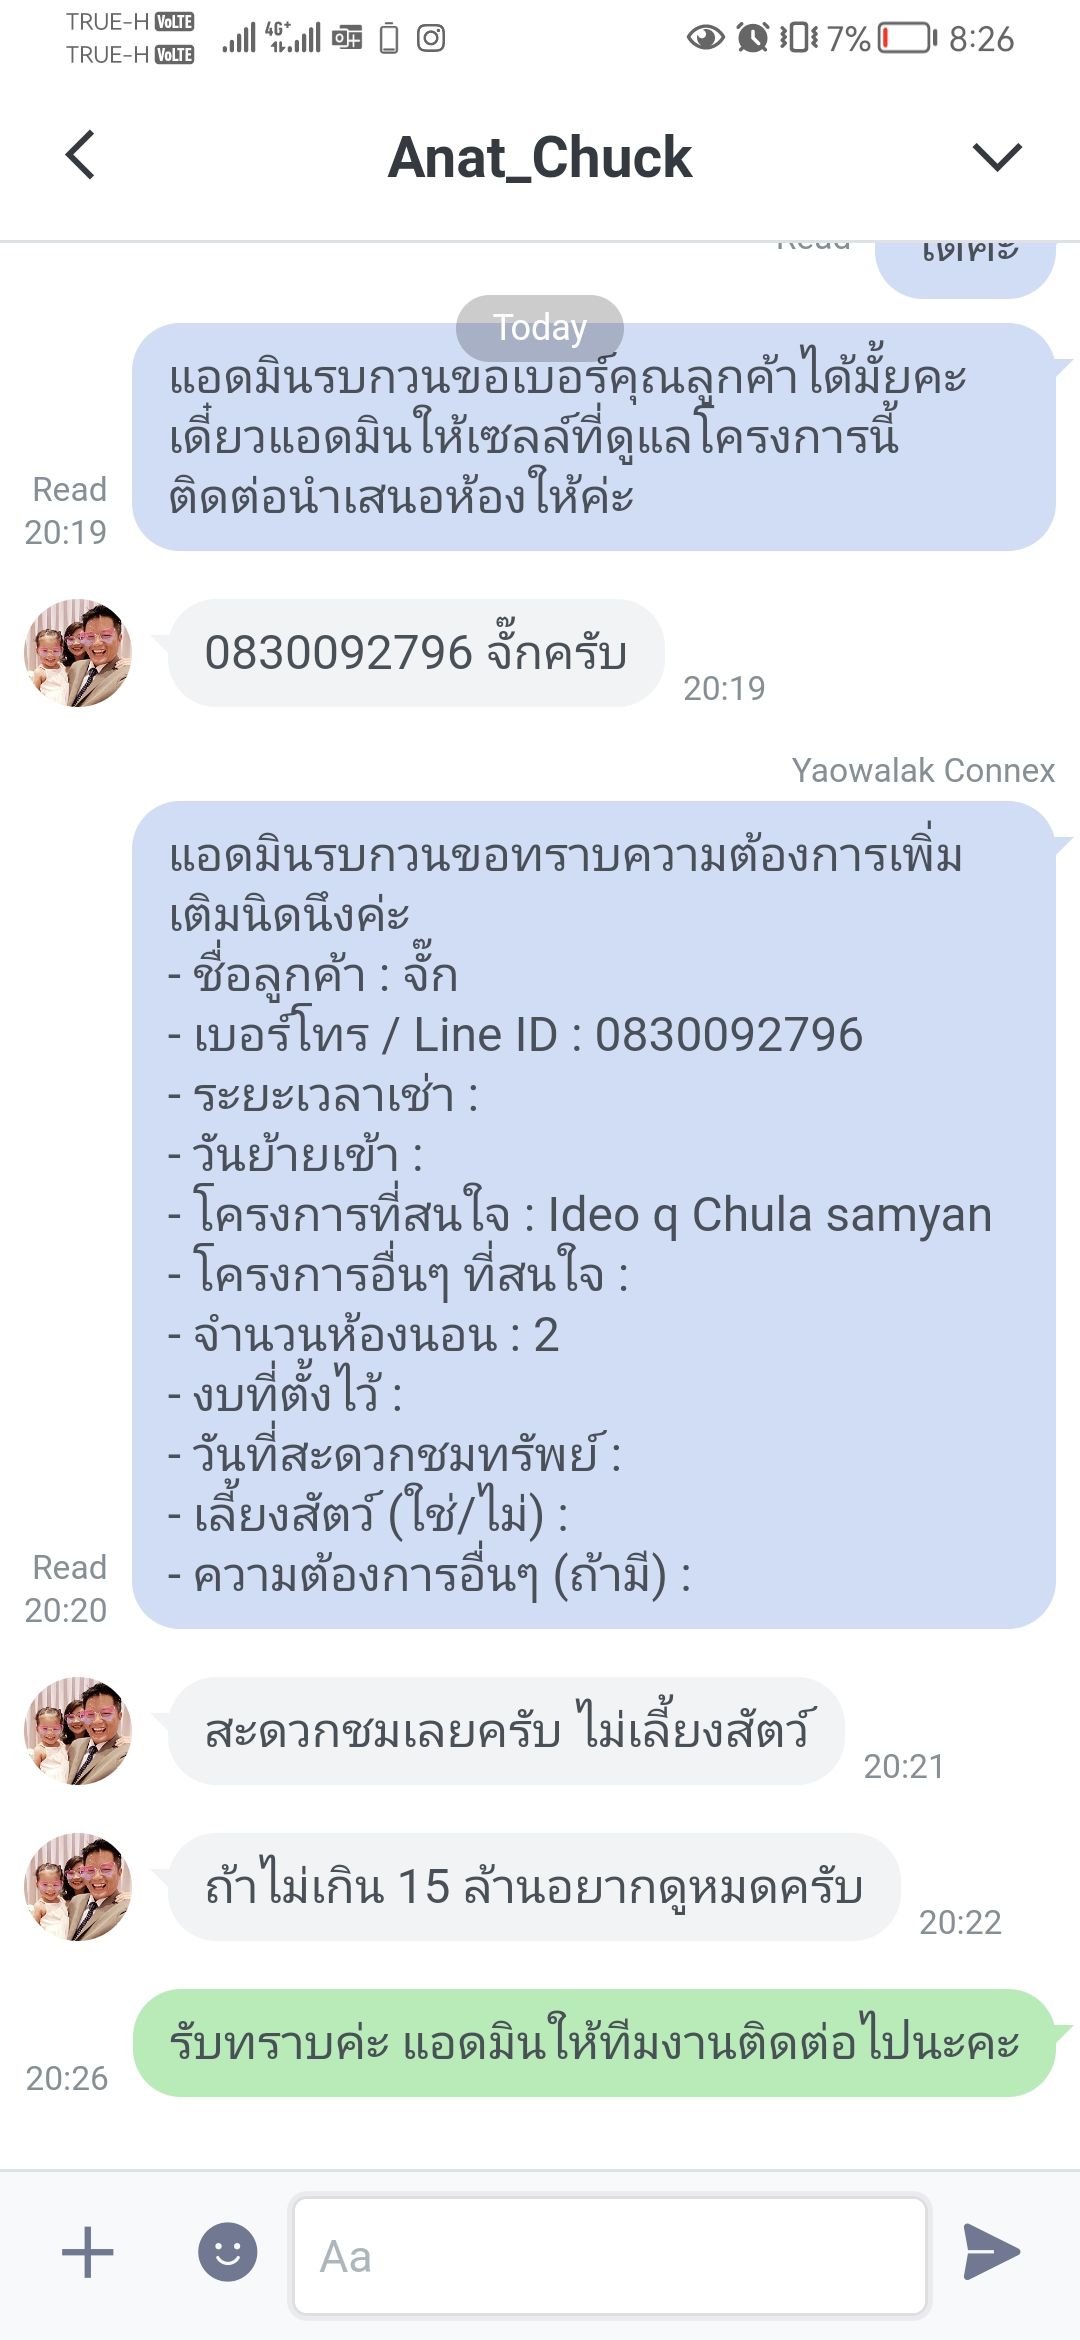 TRUE-H VoLTE
TRUE-H VoLTE
4G+
7% 8:26
Anat_Chuck
Read
ได้ค่ะ
Today
แอดมินรบกวนขอเบอร์คุณลูกค้าได้มั้ยคะ
เดี๋ยวแอดมินให้เซลล์ที่ดูแลโครงการนี้
ติดต่อนำเสนอห้องให้ค่ะ
Read
20:19
0830092796 จั๊กครับ
20:19
Yaowalak Connex
แอดมินรบกวนขอทราบความต้องการเพิ่ม
เติมนิดนึงค่ะ
- ชื่อลูกค้า : จั๊ก
- เบอร์โทร / Line ID : 0830092796
- ระยะเวลาเช่า :
- วันย้ายเข้า :
- โครงการที่สนใจ : Ideo q Chula samyan
- โครงการอื่นๆ ที่สนใจ :
- จำนวนห้องนอน : 2
- งบที่ตั้งไว้ :
- วันที่สะดวกชมทรัพย์ :
- เลี้ยงสัตว์ (ใช่/ไม่) :
- ความต้องการอื่นๆ (ถ้ามี) :
Read
20:20
สะดวกชมเลยครับ ไม่เลี้ยงสัตว์
20:21
ถ้าไม่เกิน 15 ล้านอยากดูหมดครับ
20:22
รับทราบค่ะ แอดมินให้ทีมงานติดต่อไปนะคะ
20:26
Aa